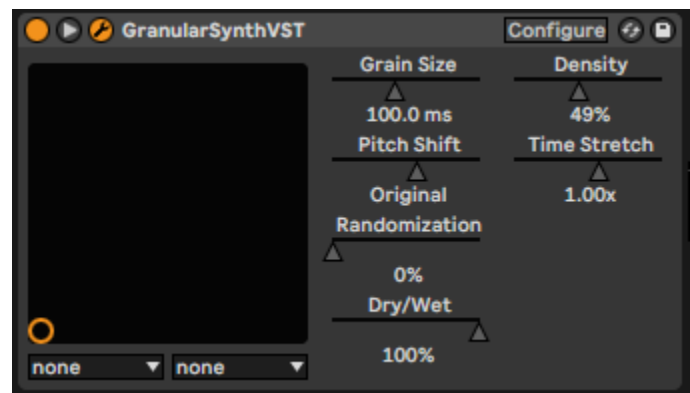 GranularSynthVST Configure
Grain Size Density
100.0 ms 49%
Pitch Shift Time Stretch
Original 1.00x
Randomization
0%
Dry/Wet
100%
none none